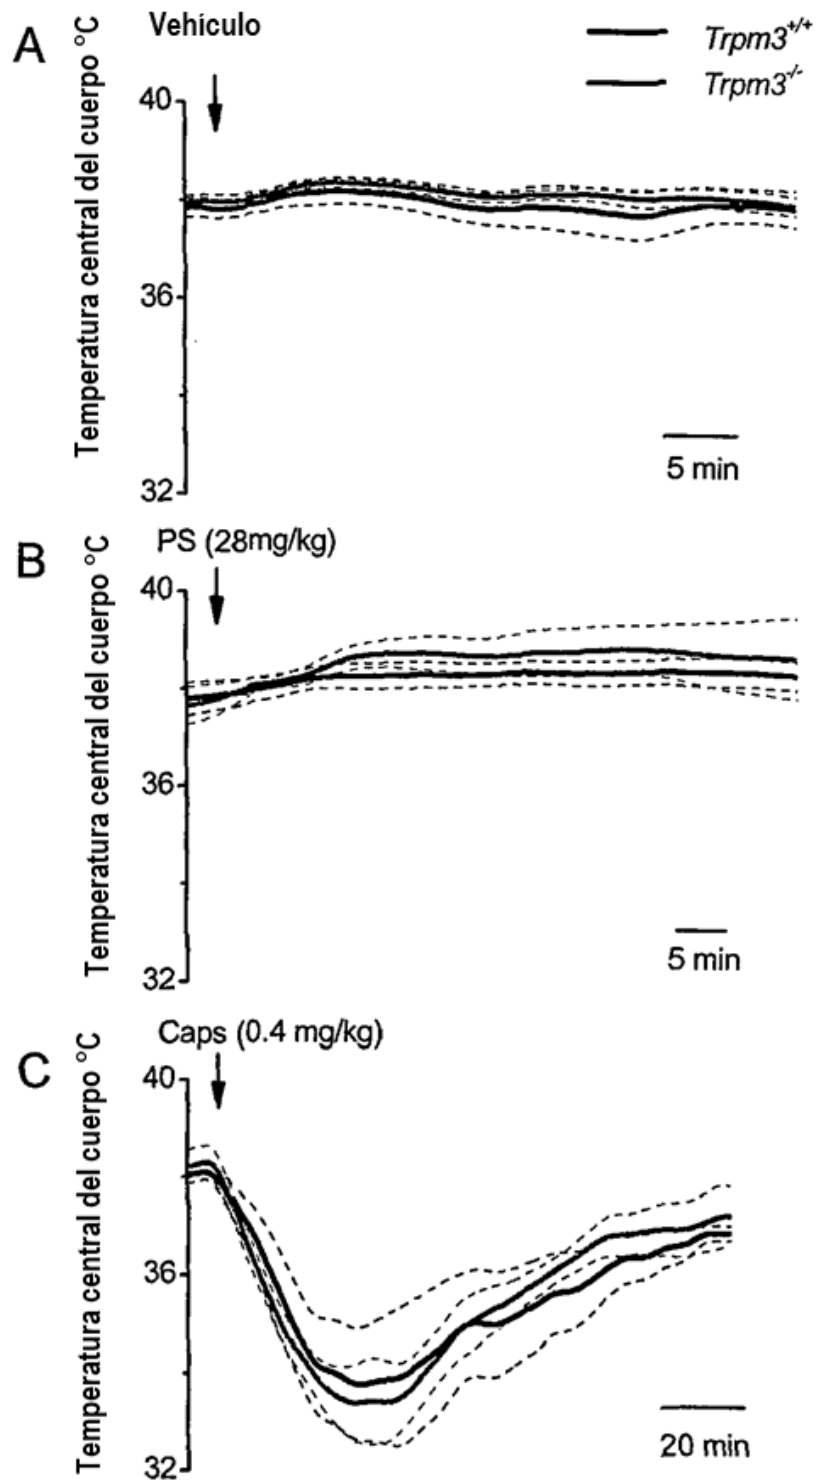 A
Vehículo
Trpm3+/+
Trpm3-/-
Temperatura central del cuerpo °C
40
36
32
5 min
B
PS (28mg/kg)
Temperatura central del cuerpo °C
40
36
32
5 min
C
Caps (0.4 mg/kg)
Temperatura central del cuerpo °C
40
36
32
20 min